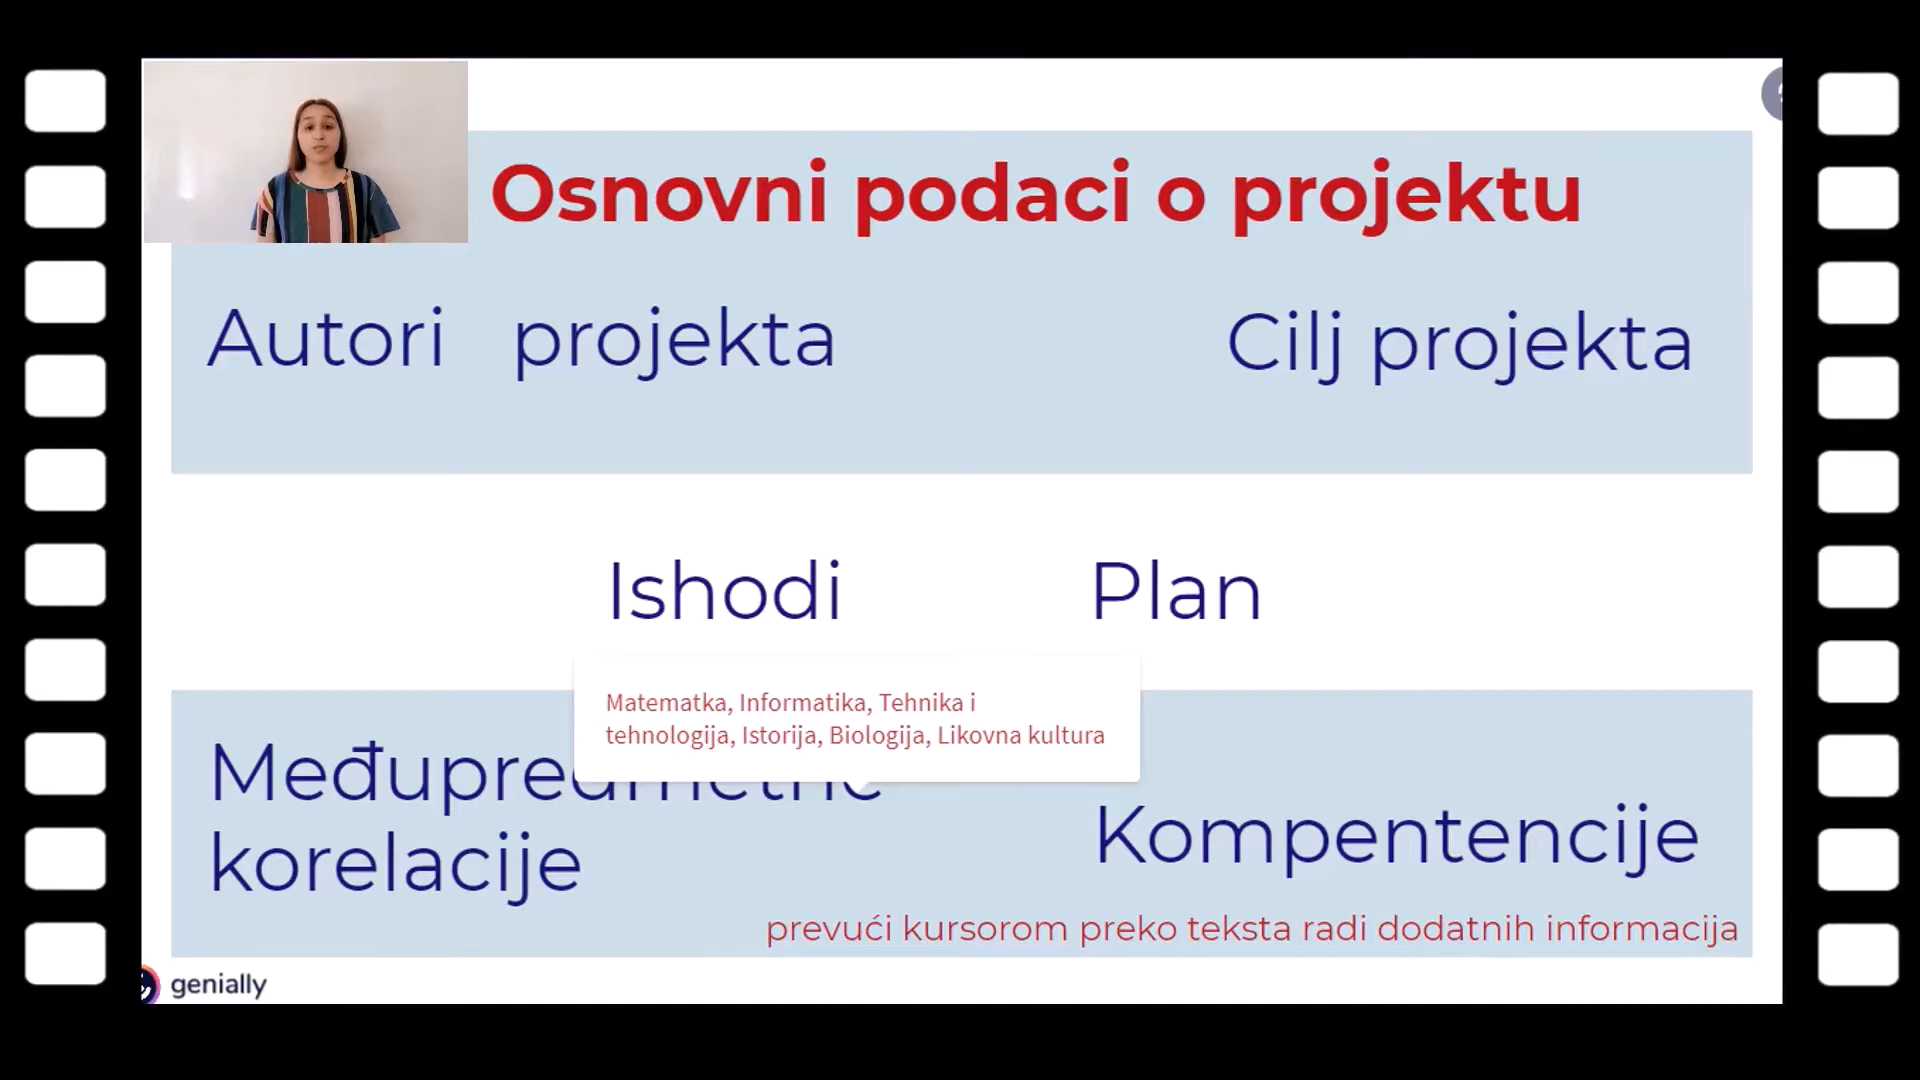 Osnovni podaci o projektu
Autori projekta
Cilj projekta
Ishodi
Plan
Matematka, Informatika, Tehnika i
tehnologija, Istorija, Biologija, Likovna kultura
Međupredmetne
korelacije
Kompentencije
prevući kursorom preko teksta radi dodatnih informacija
genially